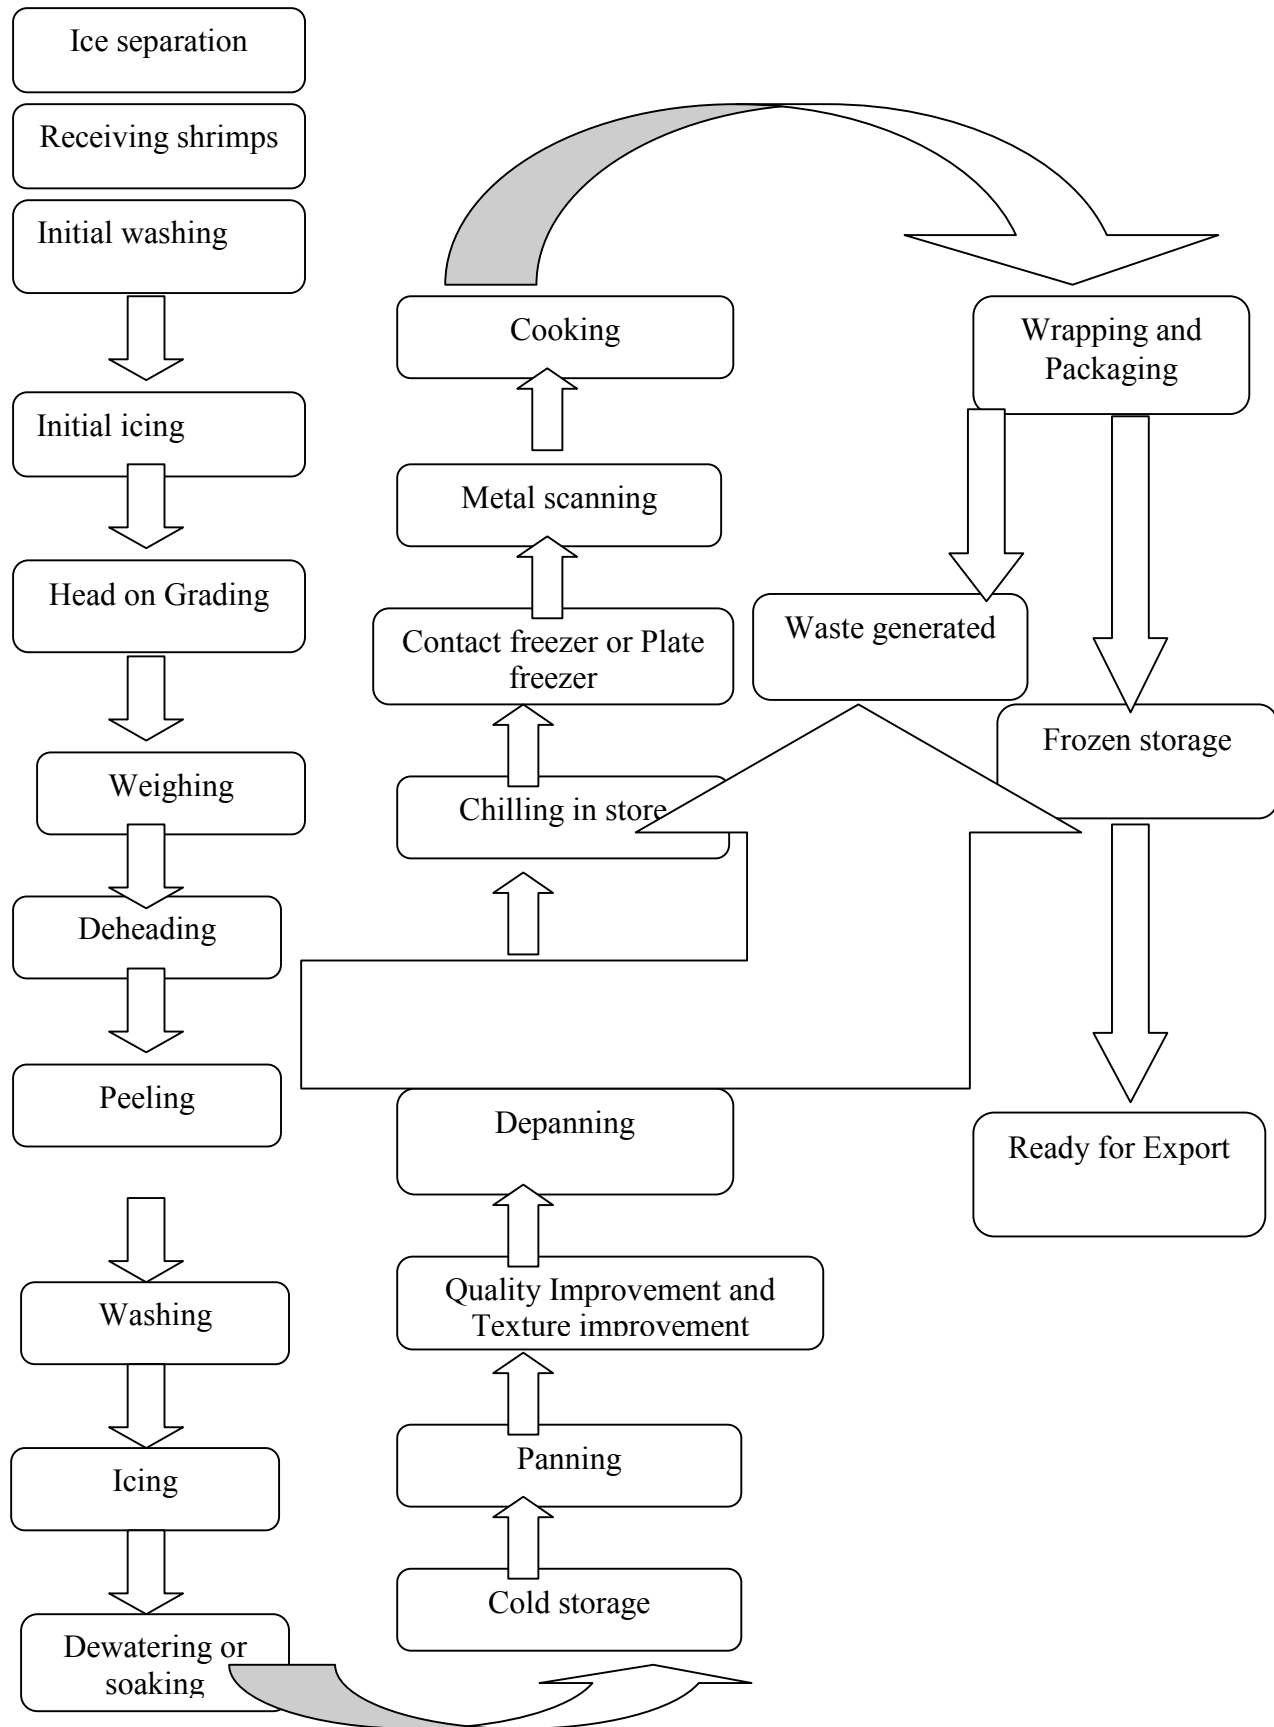 Ice separation
Receiving shrimps
Initial washing
Initial icing
Head on Grading
Weighing
Deheading
Peeling
Washing
Icing
Dewatering or
soaking
Cold storage
Panning
Quality Improvement and
Texture improvement
Depanning
Chilling in store
Contact freezer or Plate
freezer
Metal scanning
Cooking
Wrapping and
Packaging
Waste generated
Frozen storage
Ready for Export